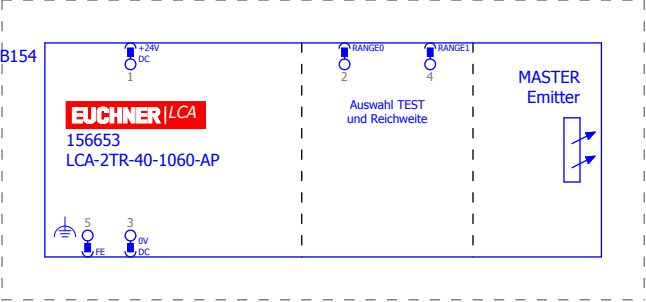 B154
+24V
DC
1
RANGE0
2
RANGE1
4
MASTER
Emitter
EUCHNER LCA
Auswahl TEST
und Reichweite
156653
LCA-2TR-40-1060-AP
5
FE
3
0V
DC